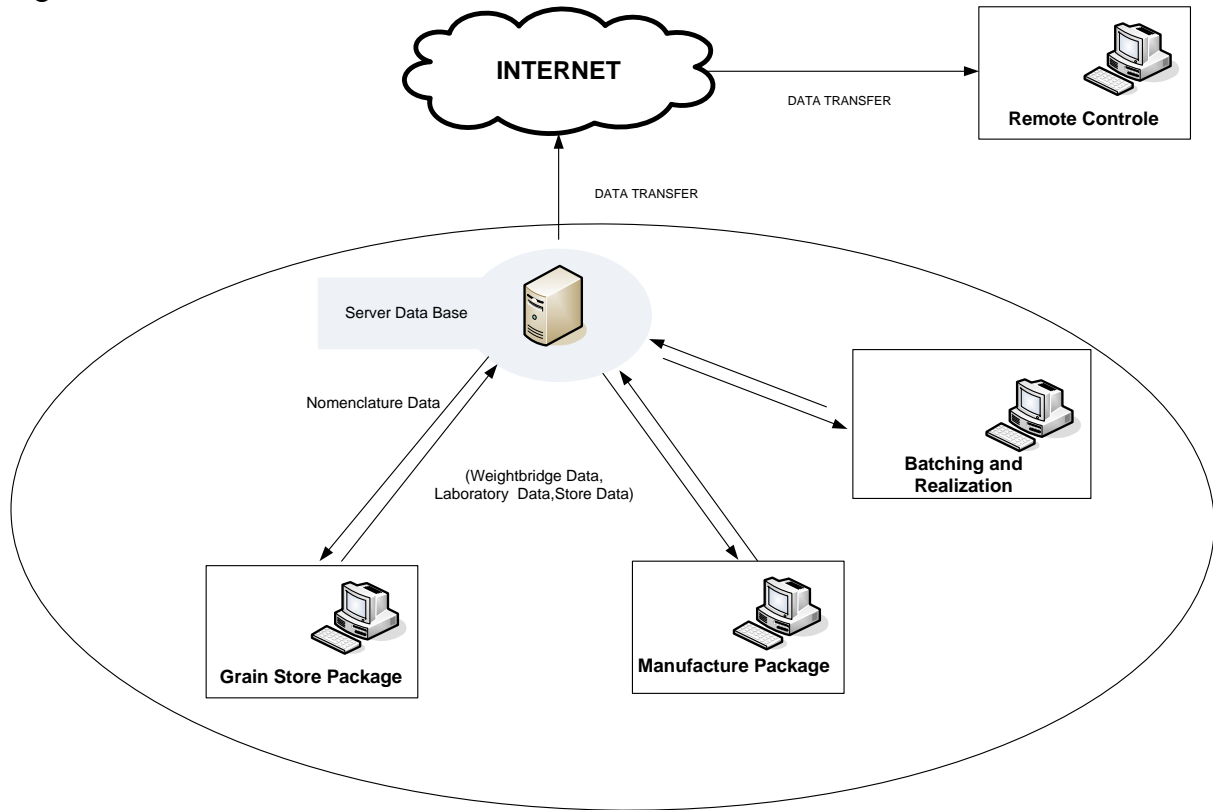 INTERNET
DATA TRANSFER
Remote Controle
DATA TRANSFER
Server Data Base
Nomenclature Data
(Weightbridge Data,
Laboratory Data,Store Data)
Batching and
Realization
Grain Store Package
Manufacture Package